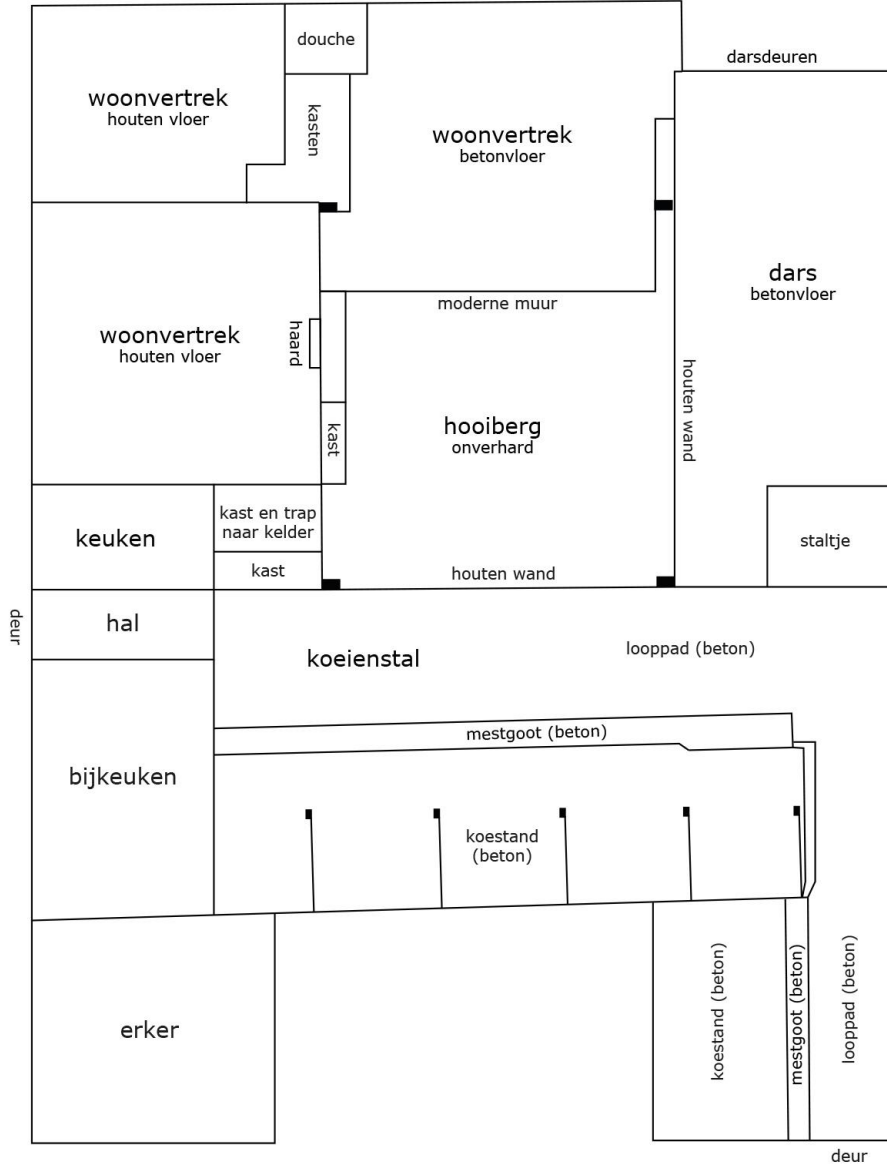 douche
darsdeuren
woonvertrek
houten vloer
kasten
woonvertrek
betonvloer
dars
betonvloer
moderne muur
woonvertrek
houten vloer
haard
houten wand
kast
hooiberg
onverhard
kast en trap
naar kelder
keuken
staltje
kast
houten wand
deur
hal
koeienstal
looppad (beton)
mestgoot (beton)
bijkeuken
koestand
(beton)
koestand (beton)
mestgoot (beton)
looppad (beton)
erker
deur